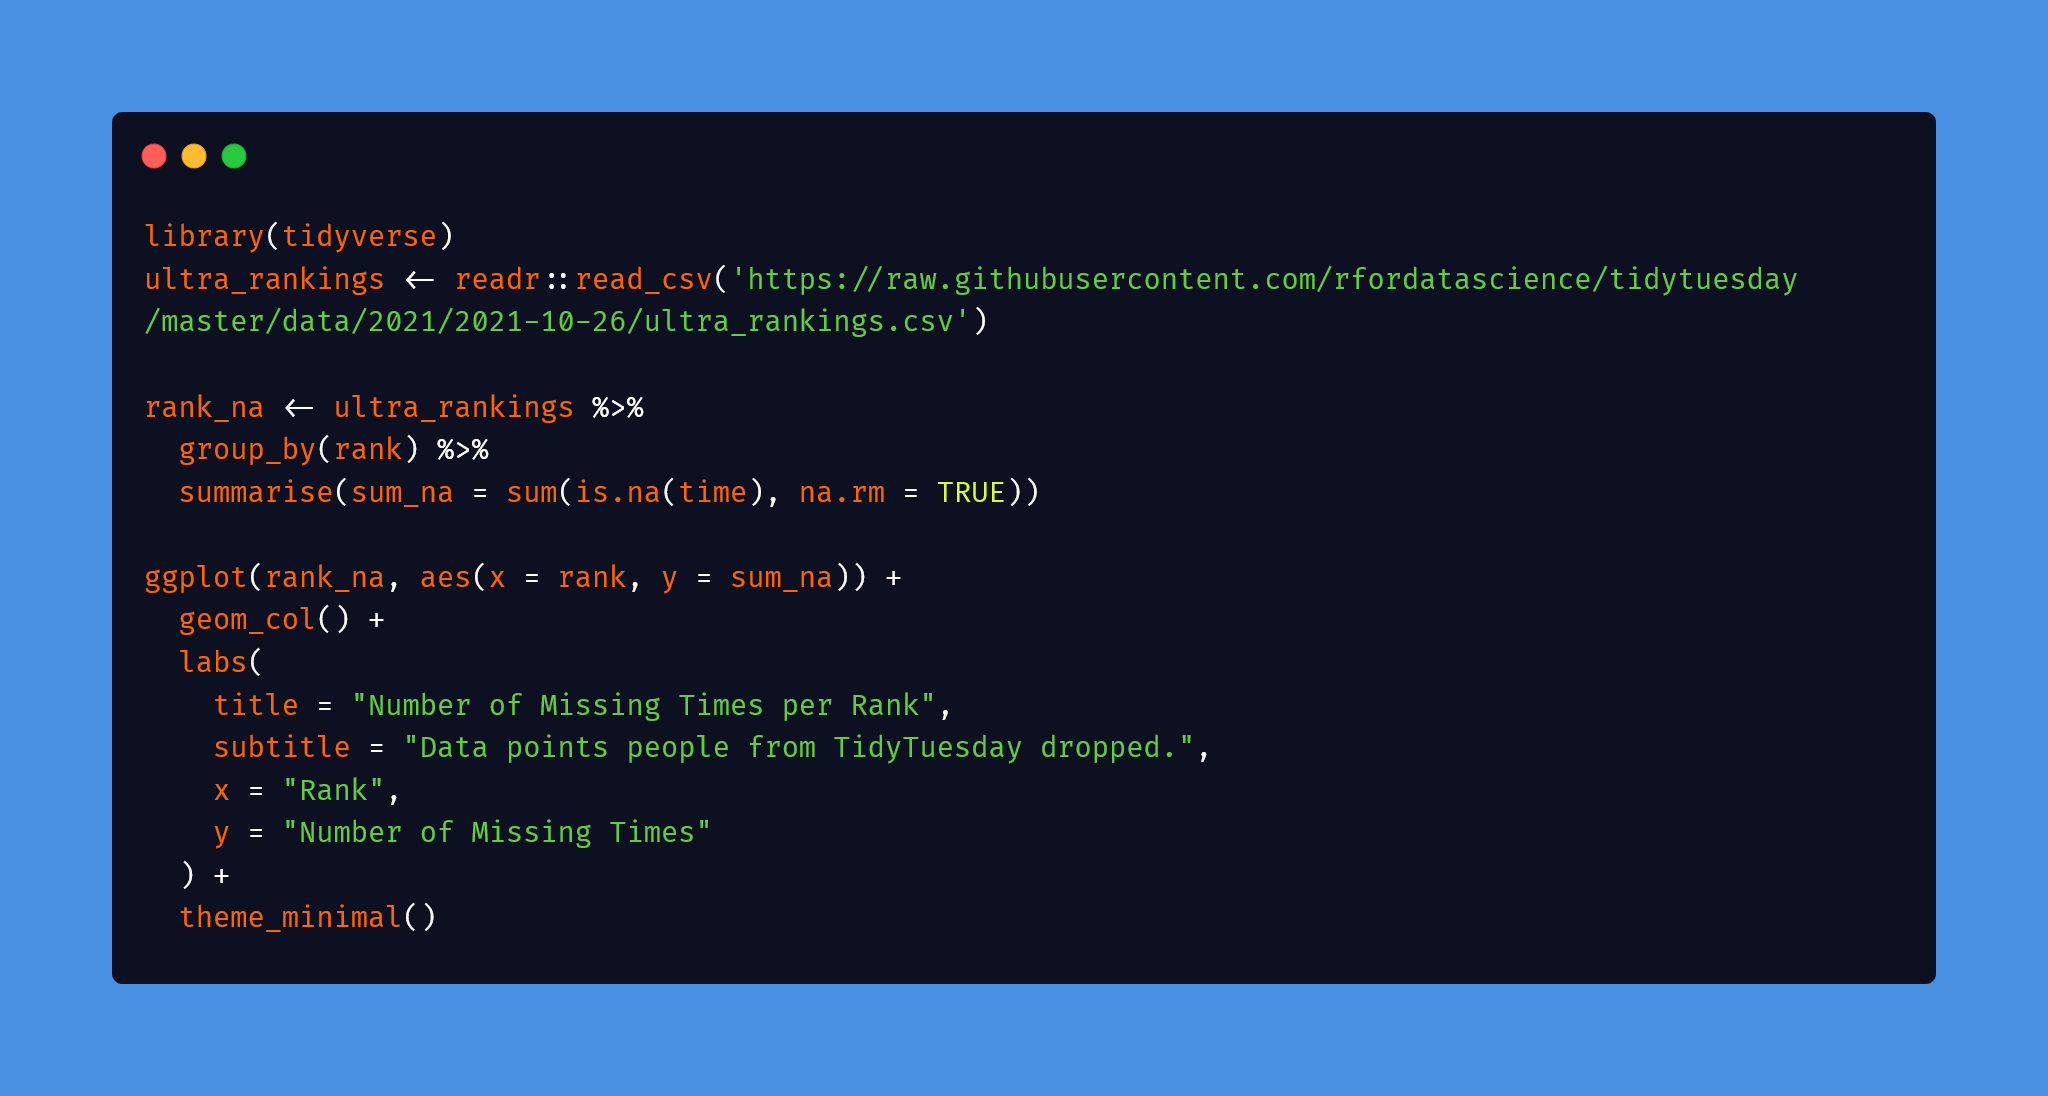 library(tidyverse)
ultra_rankings <- readr::read_csv('https://raw.githubusercontent.com/rfordatascience/tidytuesday
/master/data/2021/2021-10-26/ultra_rankings.csv')

rank_na <- ultra_rankings %>%
  group_by(rank) %>%
  summarise(sum_na = sum(is.na(time), na.rm = TRUE))

ggplot(rank_na, aes(x = rank, y = sum_na)) +
  geom_col() +
  labs(
    title = "Number of Missing Times per Rank",
    subtitle = "Data points people from TidyTuesday dropped.",
    x = "Rank",
    y = "Number of Missing Times"
  ) +
  theme_minimal()